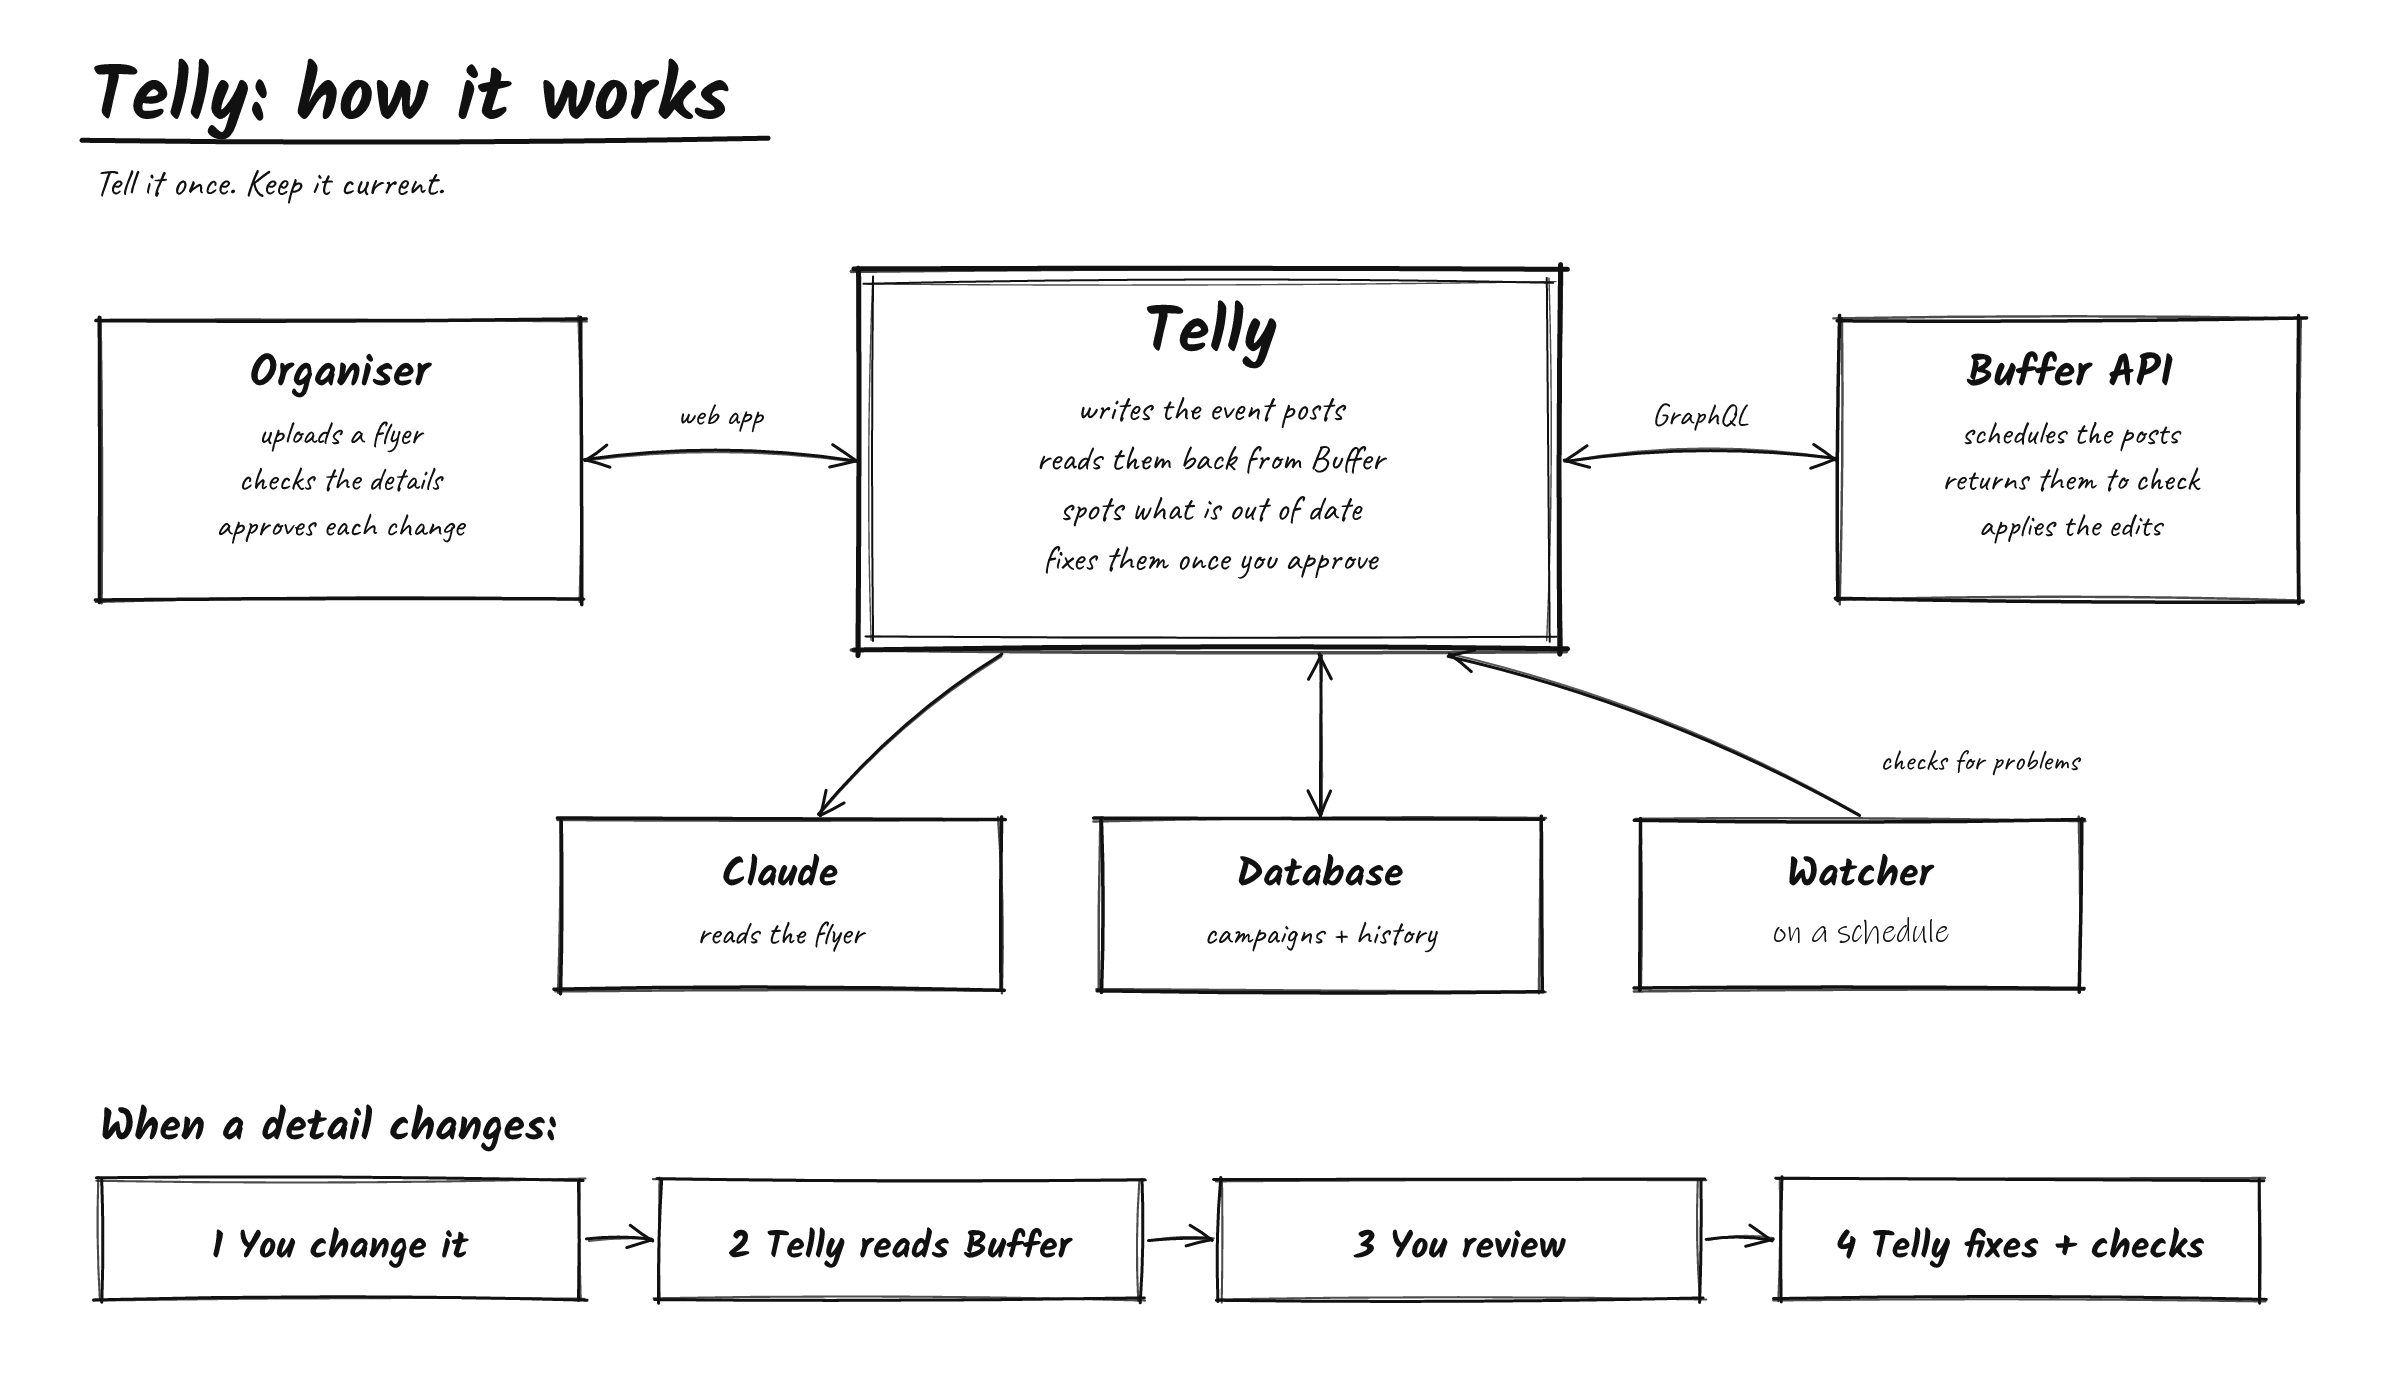 Telly: how it works
Tell it once. Keep it current.
Organiser
uploads a flyer
checks the details
approves each change
web app
Telly
writes the event posts
reads them back from Buffer
spots what is out of date
fixes them once you approve
GraphQL
Buffer API
schedules the posts
returns them to check
applies the edits
checks for problems
Claude
reads the flyer
Database
campaigns + history
Watcher
on a schedule
When a detail changes:
1 You change it
2 Telly reads Buffer
3 You review
4 Telly fixes + checks